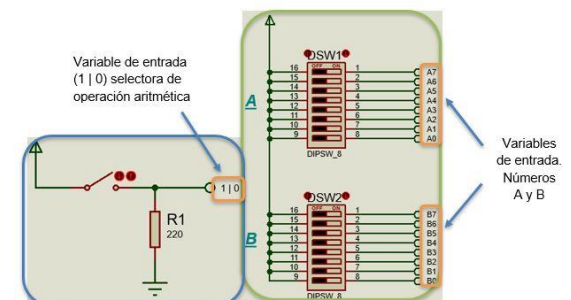 Variable de entrada
(1 | 0) selectora de
operación aritmética
1 | 0
R1
220
A
DSW1
OFF ON
16 1
15 2
14 3
13 4
12 5
11 6
10 7
9 8
DIPSW_8
A7
A6
A5
A4
A3
A2
A1
A0
B
DSW2
OFF ON
16 1
15 2
14 3
13 4
12 5
11 6
10 7
9 8
DIPSW_8
B7
B6
B5
B4
B3
B2
B1
B0
Variables
de entrada.
Números
A y B